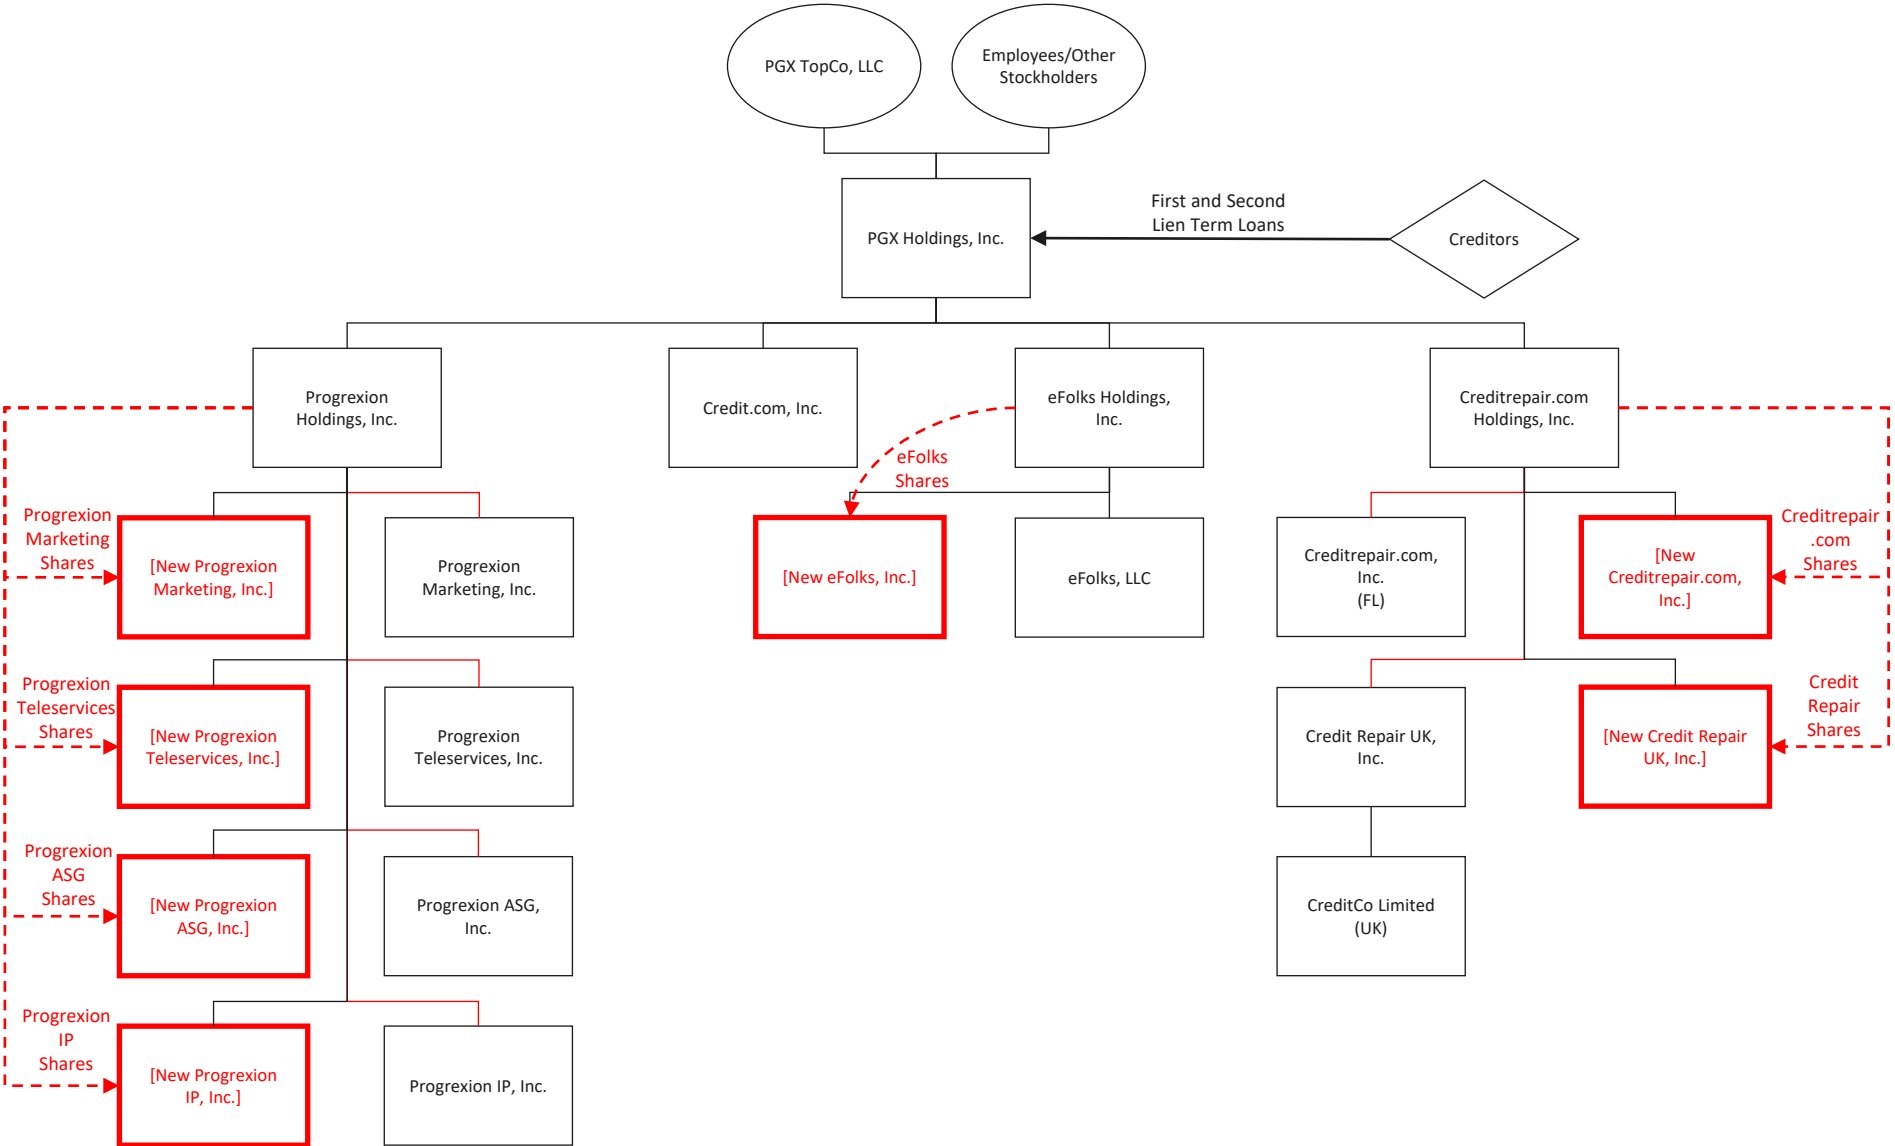 PGX TopCo, LLC
Employees/Other
Stockholders
PGX Holdings, Inc.
First and Second
Lien Term Loans
Creditors
Progrexion
Holdings, Inc.
Credit.com, Inc.
eFolks Holdings,
Inc.
Creditrepair.com
Holdings, Inc.
eFolks
Shares
Progrexion
Marketing
Shares
[New Progrexion
Marketing, Inc.]
Progrexion
Marketing, Inc.
[New eFolks, Inc.]
eFolks, LLC
Creditrepair.com,
Inc.
(FL)
[New
Creditrepair.com,
Inc.]
Creditrepair
.com
Shares
Progrexion
Teleservices
Shares
[New Progrexion
Teleservices, Inc.]
Progrexion
Teleservices, Inc.
Credit Repair UK,
Inc.
[New Credit Repair
UK, Inc.]
Credit
Repair
Shares
Progrexion
ASG
Shares
[New Progrexion
ASG, Inc.]
Progrexion ASG,
Inc.
CreditCo Limited
(UK)
Progrexion
IP
Shares
[New Progrexion
IP, Inc.]
Progrexion IP, Inc.